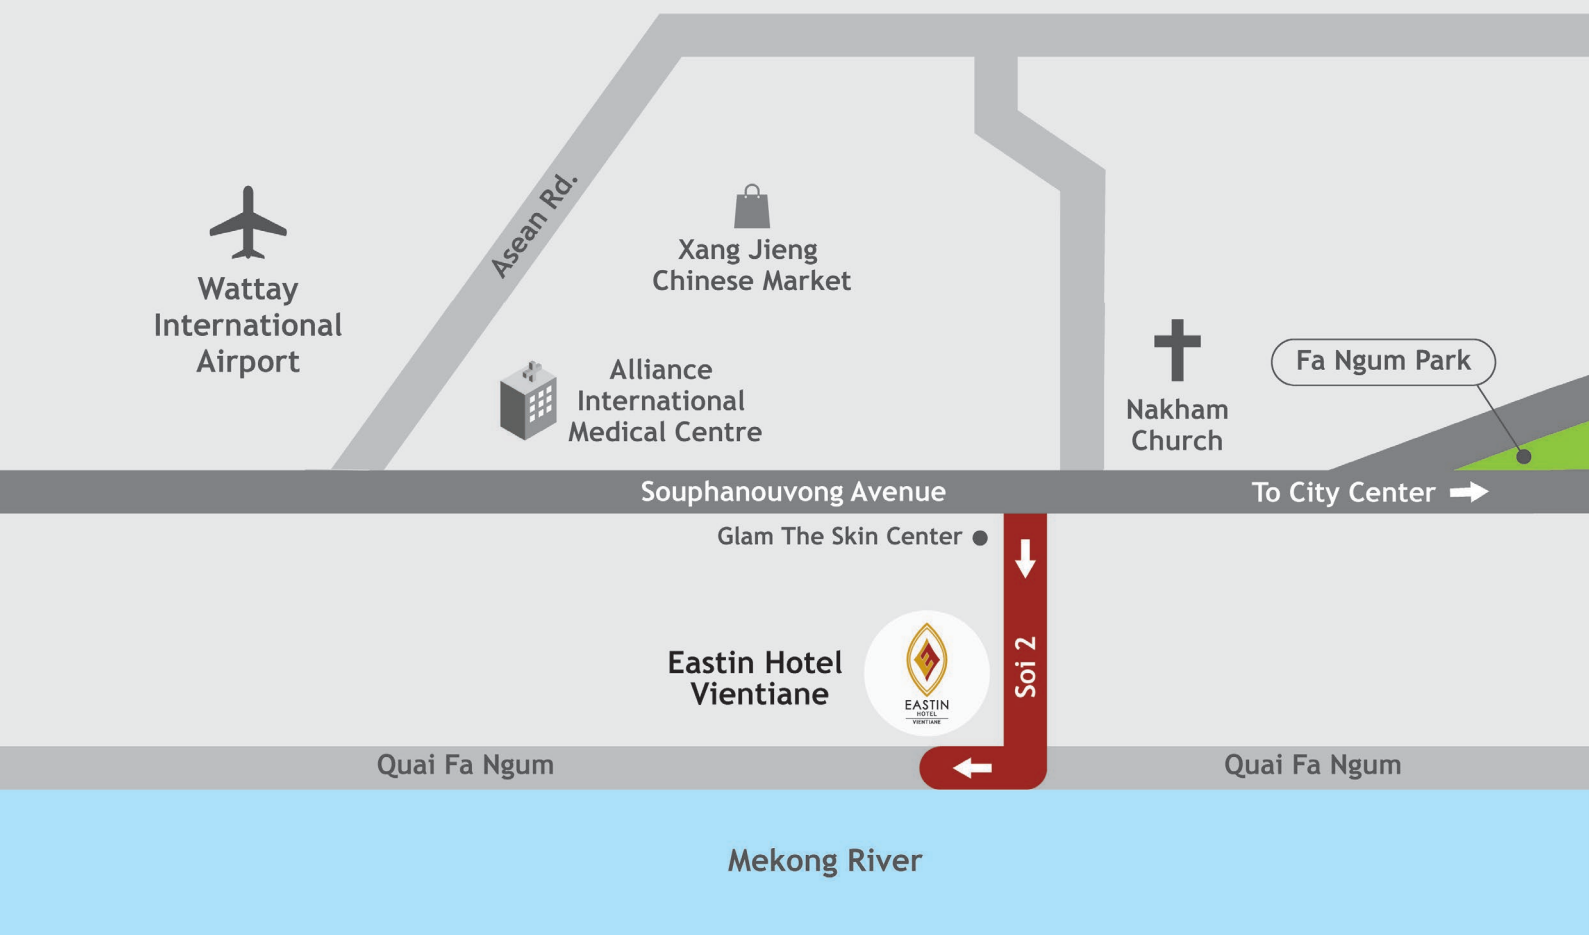 Asean Rd.
Wattay
International
Airport
Xang Jieng
Chinese Market
Alliance
International
Medical Centre
Nakham
Church
Fa Ngum Park
Souphanouvong Avenue
To City Center
Glam The Skin Center
Eastin Hotel
Vientiane
EASTIN
HOTEL
VIENTIANE
Soi 2
Quai Fa Ngum
Quai Fa Ngum
Mekong River